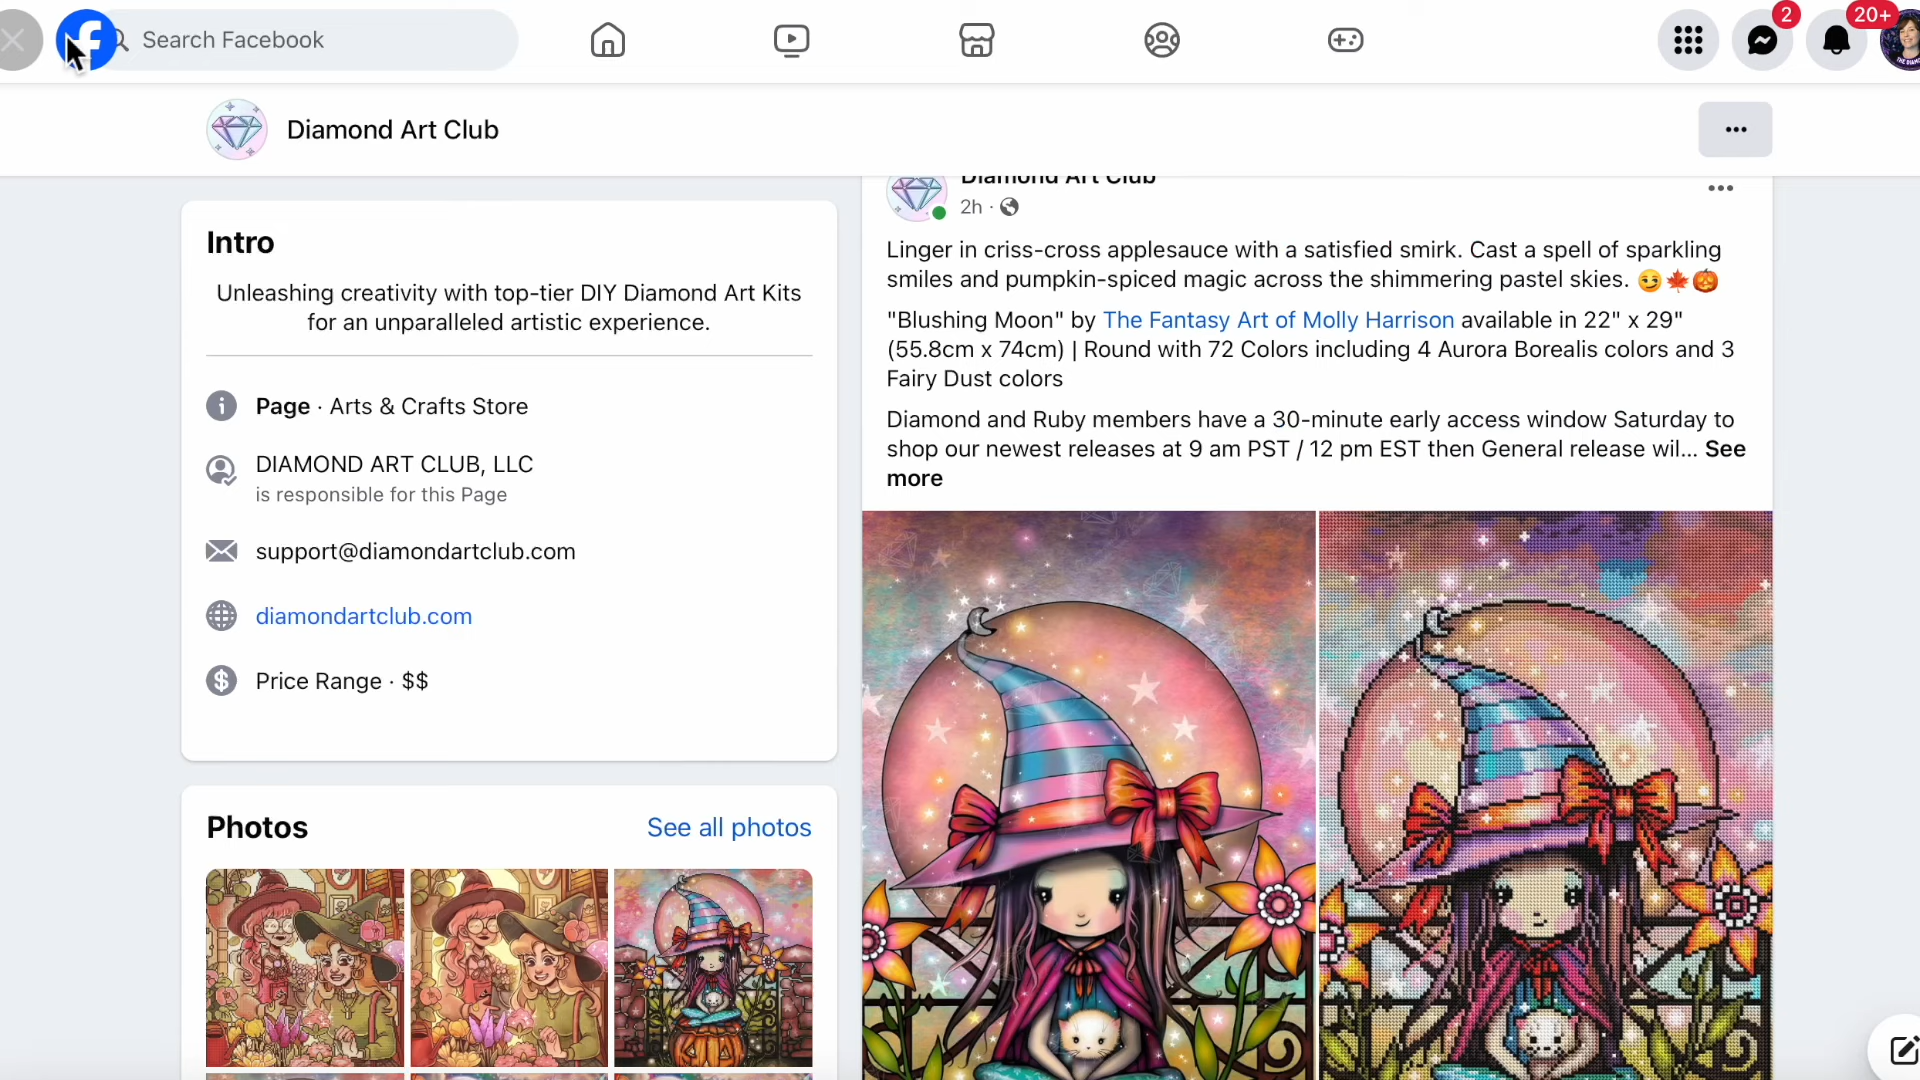 Search Facebook
2
20+
Diamond Art Club
Intro
Unleashing creativity with top-tier DIY Diamond Art Kits
for an unparalleled artistic experience.
Page · Arts & Crafts Store
DIAMOND ART CLUB, LLC
is responsible for this Page
support@diamondartclub.com
diamondartclub.com
Price Range · $$
Photos
See all photos
Diamond Art Club
2h ·
Linger in criss-cross applesauce with a satisfied smirk. Cast a spell of sparkling
smiles and pumpkin-spiced magic across the shimmering pastel skies. 😏🍁🎃
"Blushing Moon" by The Fantasy Art of Molly Harrison available in 22" x 29"
(55.8cm x 74cm) | Round with 72 Colors including 4 Aurora Borealis colors and 3
Fairy Dust colors
Diamond and Ruby members have a 30-minute early access window Saturday to
shop our newest releases at 9 am PST / 12 pm EST then General release wil... See
more